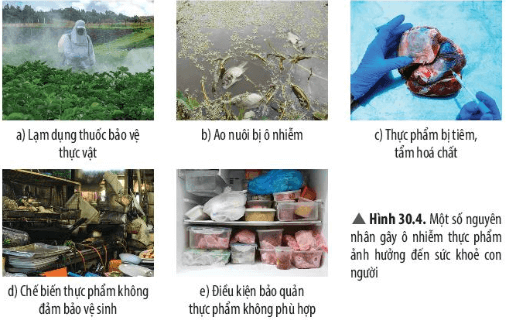 a) Lạm dụng thuốc bảo vệ
thực vật
b) Ao nuôi bị ô nhiễm
c) Thực phẩm bị tiêm,
tẩm hoá chất
d) Chế biến thực phẩm không
đảm bảo vệ sinh
e) Điều kiện bảo quản
thực phẩm không phù hợp
▲ Hình 30.4. Một số nguyên
nhân gây ô nhiễm thực phẩm
ảnh hưởng đến sức khoẻ con
người